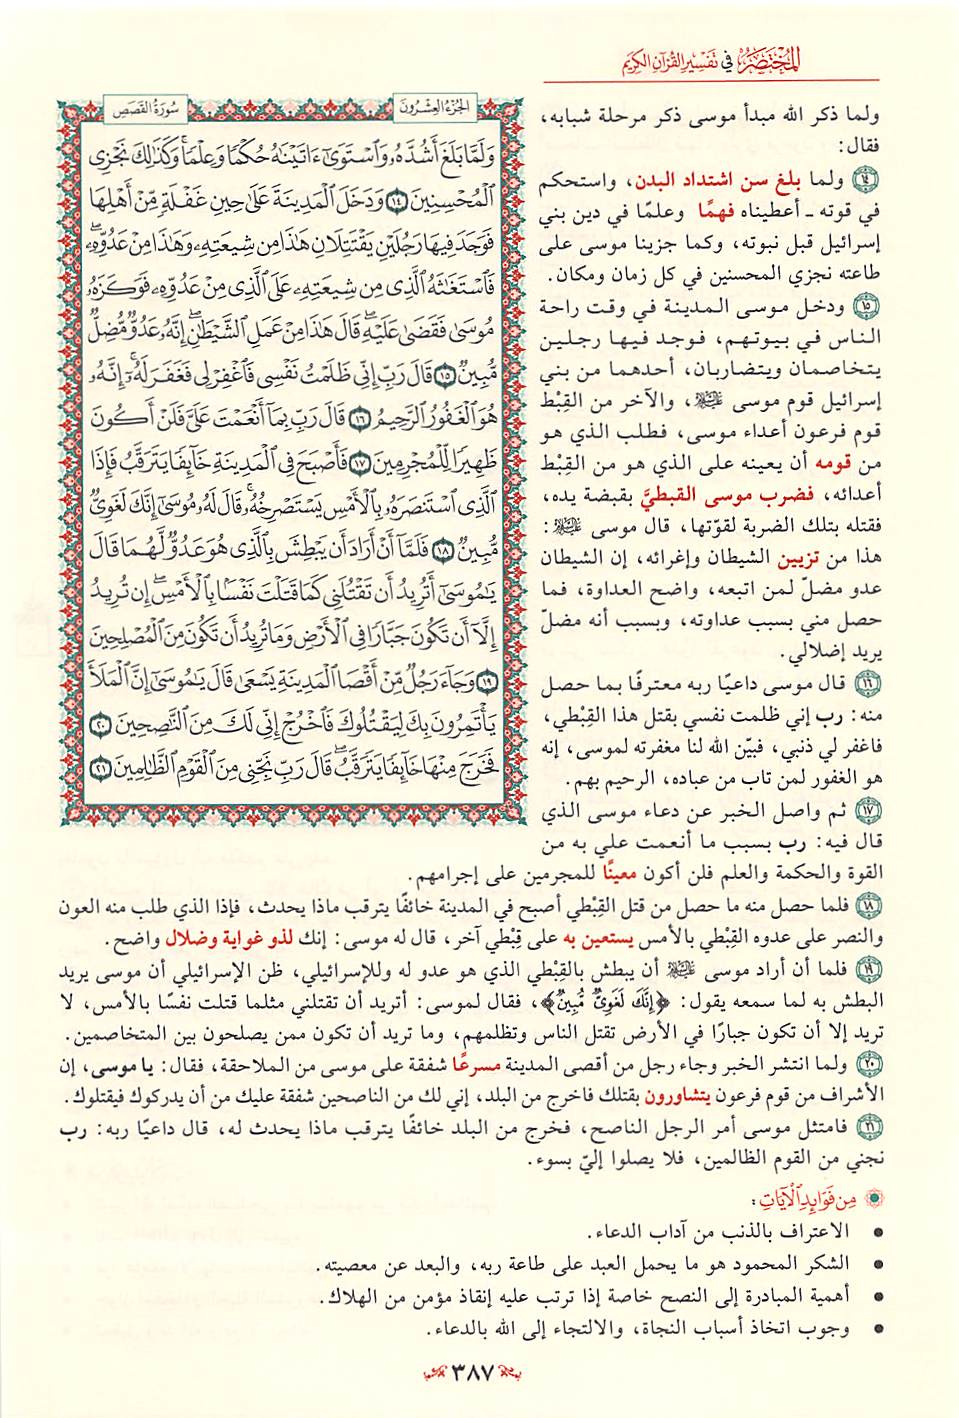 المختصر في تفسير القرآن الكريم
الجزء العشرون
سورة القصص
وَلَمَّا بَلَغَ أَشُدَّهُۥ وَٱسْتَوَىٰٓ ءَاتَيْنَٰهُ حُكْمًا وَعِلْمًا ۚ وَكَذَٰلِكَ نَجْزِى
ٱلْمُحْسِنِينَ ١٤ وَدَخَلَ ٱلْمَدِينَةَ عَلَىٰ حِينِ غَفْلَةٍ مِّنْ أَهْلِهَا
فَوَجَدَ فِيهَا رَجُلَيْنِ يَقْتَتِلَانِ هَٰذَا مِن شِيعَتِهِۦ وَهَٰذَا مِنْ عَدُوِّهِۦ ۖ
فَٱسْتَغَٰثَهُ ٱلَّذِى مِن شِيعَتِهِۦ عَلَى ٱلَّذِى مِنْ عَدُوِّهِۦ فَوَكَزَهُۥ
مُوسَىٰ فَقَضَىٰ عَلَيْهِ ۖ قَالَ هَٰذَا مِنْ عَمَلِ ٱلشَّيْطَٰنِ ۖ إِنَّهُۥ عَدُوٌّ مُّضِلٌّ
مُّبِينٌ ١٥ قَالَ رَبِّ إِنِّى ظَلَمْتُ نَفْسِى فَٱغْفِرْ لِى فَغَفَرَ لَهُۥٓ ۚ إِنَّهُۥ
هُوَ ٱلْغَفُورُ ٱلرَّحِيمُ ١٦ قَالَ رَبِّ بِمَآ أَنْعَمْتَ عَلَىَّ فَلَنْ أَكُونَ
ظَهِيرًا لِّلْمُجْرِمِينَ ١٧ فَأَصْبَحَ فِى ٱلْمَدِينَةِ خَآئِفًا يَتَرَقَّبُ فَإِذَا
ٱلَّذِى ٱسْتَنصَرَهُۥ بِٱلْأَمْسِ يَسْتَصْرِخُهُۥ ۚ قَالَ لَهُۥ مُوسَىٰٓ إِنَّكَ لَغَوِىٌّ
مُّبِينٌ ١٨ فَلَمَّآ أَنْ أَرَادَ أَن يَبْطِشَ بِٱلَّذِى هُوَ عَدُوٌّ لَّهُمَا قَالَ
يَٰمُوسَىٰٓ أَتُرِيدُ أَن تَقْتُلَنِى كَمَا قَتَلْتَ نَفْسًۢا بِٱلْأَمْسِ ۖ إِن تُرِيدُ
إِلَّآ أَن تَكُونَ جَبَّارًا فِى ٱلْأَرْضِ وَمَا تُرِيدُ أَن تَكُونَ مِنَ ٱلْمُصْلِحِينَ
١٩ وَجَآءَ رَجُلٌ مِّنْ أَقْصَا ٱلْمَدِينَةِ يَسْعَىٰ قَالَ يَٰمُوسَىٰٓ إِنَّ ٱلْمَلَأَ
يَأْتَمِرُونَ بِكَ لِيَقْتُلُوكَ فَٱخْرُجْ إِنِّى لَكَ مِنَ ٱلنَّٰصِحِينَ ٢٠
فَخَرَجَ مِنْهَا خَآئِفًا يَتَرَقَّبُ ۖ قَالَ رَبِّ نَجِّنِى مِنَ ٱلْقَوْمِ ٱلظَّٰلِمِينَ ٢١
ولما ذكر الله مبدأ موسى ذكر مرحلة شبابه،
فقال:
١٤ ولما بلغ سن اشتداد البدن، واستحكم
في قوته ـ أعطيناه فهمًا وعلمًا في دين بني
إسرائيل قبل نبوته، وكما جزينا موسى على
طاعته نجزي المحسنين في كل زمان ومكان.
١٥ ودخل موسى المدينة في وقت راحة
الناس في بيوتهم، فوجد فيها رجلين
يتخاصمان ويتضاربان، أحدهما من بني
إسرائيل قوم موسى عليه السلام، والآخر من القِبْط
قوم فرعون أعداء موسى، فطلب الذي هو
من قومه أن يعينه على الذي هو من القِبْط
أعدائه، فضرب موسى القبطيَّ بقبضة يده،
فقتله بتلك الضربة لقوّتها، قال موسى عليه السلام:
هذا من تزيين الشيطان وإغرائه، إن الشيطان
عدو مضلّ لمن اتبعه، واضح العداوة، فما
حصل مني بسبب عداوته، وبسبب أنه مضلّ
يريد إضلالي.
١٦ قال موسى داعيًا ربه معترفًا بما حصل
منه: رب إني ظلمت نفسي بقتل هذا القِبْطي،
فاغفر لي ذنبي، فبيّن الله لنا مغفرته لموسى، إنه
هو الغفور لمن تاب من عباده، الرحيم بهم.
١٧ ثم واصل الخبر عن دعاء موسى الذي
قال فيه: رب بسبب ما أنعمت علي به من
القوة والحكمة والعلم فلن أكون معينًا للمجرمين على إجرامهم.
١٨ فلما حصل منه ما حصل من قتل القِبْطي أصبح في المدينة خائفًا يترقب ماذا يحدث، فإذا الذي طلب منه العون
والنصر على عدوه القِبْطي بالأمس يستعين به على قِبْطي آخر، قال له موسى: إنك لذو غواية وضلال واضح.
١٩ فلما أن أراد موسى عليه السلام أن يبطش بالقِبْطي الذي هو عدو له وللإسرائيلي، ظن الإسرائيلي أن موسى يريد
البطش به لما سمعه يقول: ﴿إِنَّكَ لَغَوِىٌّ مُّبِينٌ﴾، فقال لموسى: أتريد أن تقتلني مثلما قتلت نفسًا بالأمس، لا
تريد إلا أن تكون جبارًا في الأرض تقتل الناس وتظلمهم، وما تريد أن تكون ممن يصلحون بين المتخاصمين.
٢٠ ولما انتشر الخبر وجاء رجل من أقصى المدينة مسرعًا شفقة على موسى من الملاحقة، فقال: يا موسى، إن
الأشراف من قوم فرعون يتشاورون بقتلك فاخرج من البلد، إني لك من الناصحين شفقة عليك من أن يدركوك فيقتلوك.
٢١ فامتثل موسى أمر الرجل الناصح، فخرج من البلد خائفًا يترقب ماذا يحدث له، قال داعيًا ربه: رب
نجني من القوم الظالمين، فلا يصلوا إليّ بسوء.
مِن فَوَائِدِ الآيَاتِ:
• الاعتراف بالذنب من آداب الدعاء.
• الشكر المحمود هو ما يحمل العبد على طاعة ربه، والبعد عن معصيته.
• أهمية المبادرة إلى النصح خاصة إذا ترتب عليه إنقاذ مؤمن من الهلاك.
• وجوب اتخاذ أسباب النجاة، والالتجاء إلى الله بالدعاء.
٣٨٧